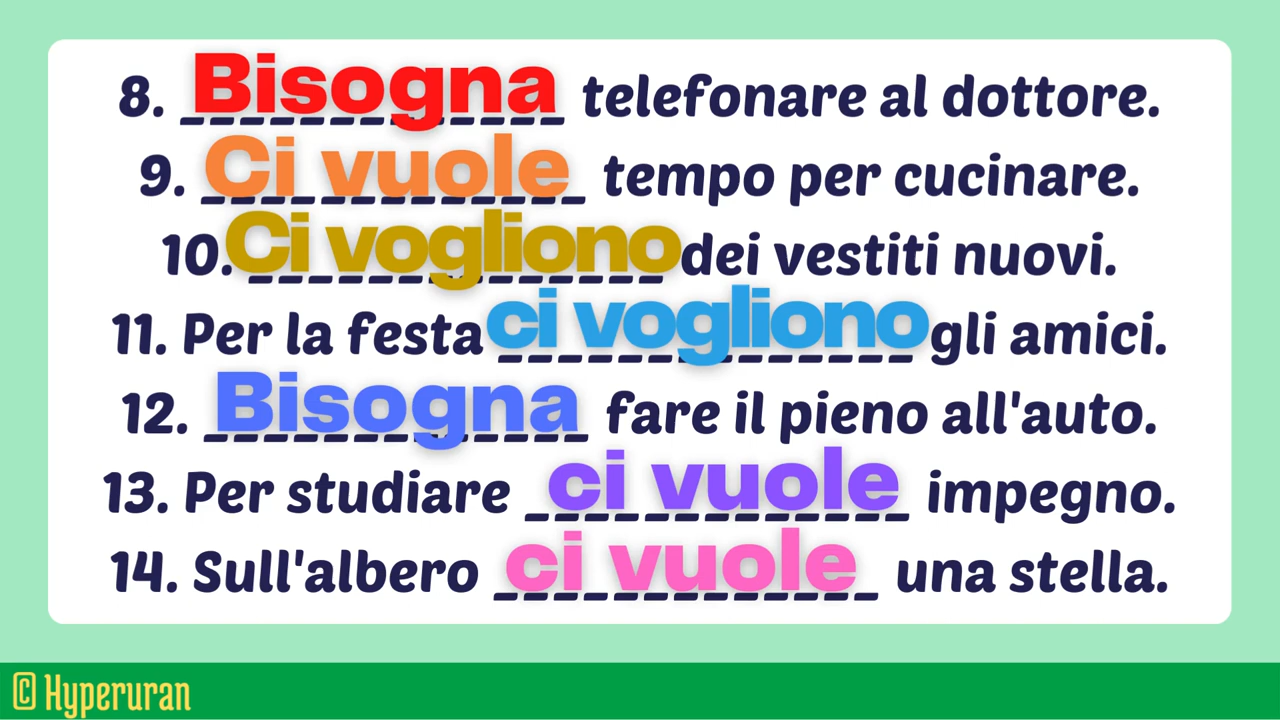 8. Bisogna telefonare al dottore.
9. Ci vuole tempo per cucinare.
10. Ci vogliono dei vestiti nuovi.
11. Per la festa ci vogliono gli amici.
12. Bisogna fare il pieno all'auto.
13. Per studiare ci vuole impegno.
14. Sull'albero ci vuole una stella.
© Hyperuran